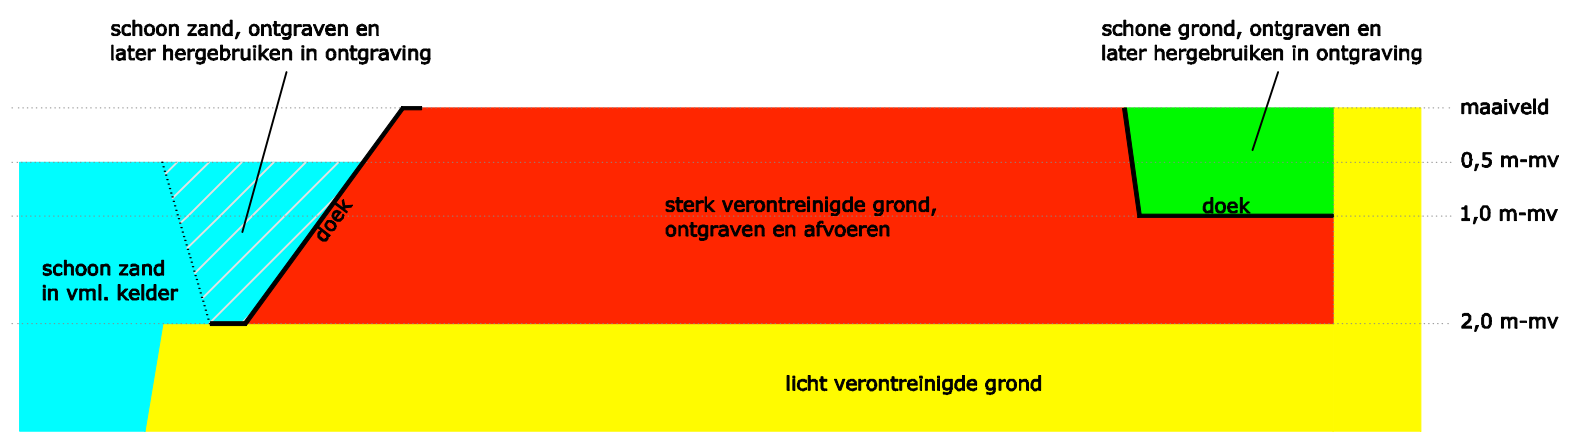 schoon zand, ontgraven en
later hergebruiken in ontgraving
schone grond, ontgraven en
later hergebruiken in ontgraving
maaiveld
0,5 m-mv
doek
sterk verontreinigde grond,
ontgraven en afvoeren
doek
1,0 m-mv
schoon zand
in vml. kelder
2,0 m-mv
licht verontreinigde grond